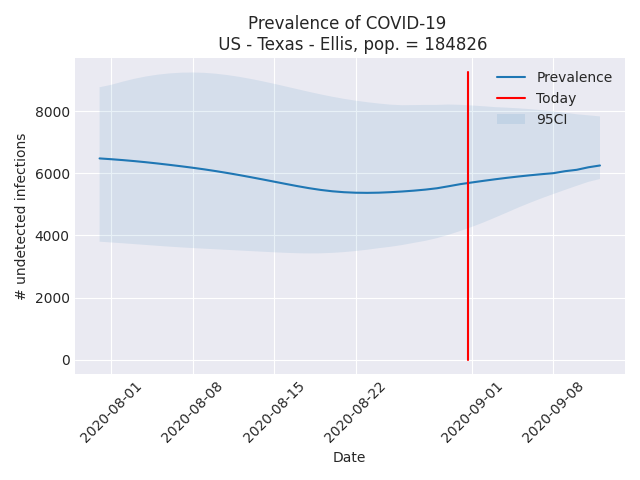 Prevalence of COVID-19
US - Texas - Ellis, pop. = 184826
Prevalence
Today
95CI
# undetected infections
8000
6000
4000
2000
0
2020-08-01
2020-08-08
2020-08-15
2020-08-22
2020-09-01
2020-09-08
Date